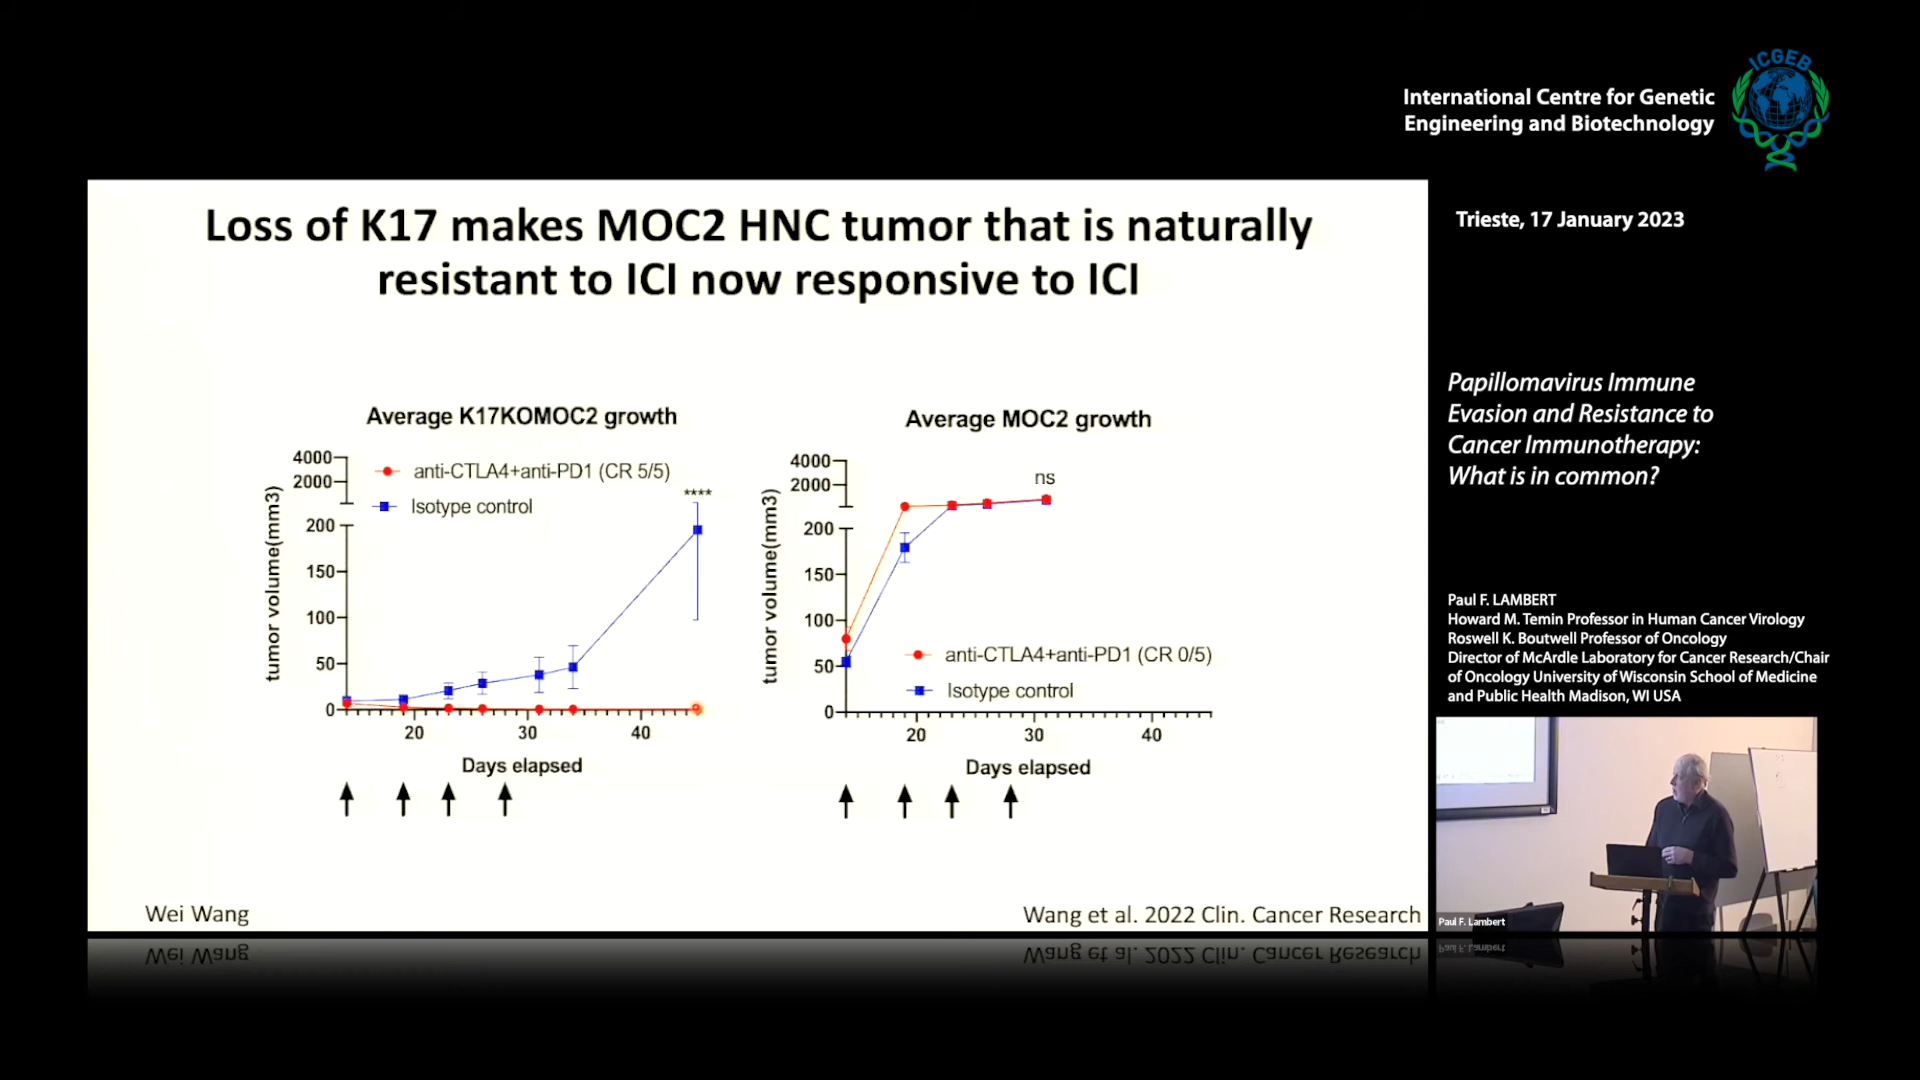 ICGEB
International Centre for Genetic
Engineering and Biotechnology
Trieste, 17 January 2023
Loss of K17 makes MOC2 HNC tumor that is naturally
resistant to ICI now responsive to ICI
Average K17KOMOC2 growth
4000
2000
200
150
100
50
0
tumor volume(mm3)
anti-CTLA4+anti-PD1 (CR 5/5)
Isotype control
****
20 30 40
Days elapsed
Average MOC2 growth
4000
2000
200
150
100
50
0
tumor volume(mm3)
ns
anti-CTLA4+anti-PD1 (CR 0/5)
Isotype control
20 30 40
Days elapsed
Wei Wang
Wang et al. 2022 Clin. Cancer Research
Papillomavirus Immune
Evasion and Resistance to
Cancer Immunotherapy:
What is in common?
Paul F. LAMBERT
Howard M. Temin Professor in Human Cancer Virology
Roswell K. Boutwell Professor of Oncology
Director of McArdle Laboratory for Cancer Research/Chair
of Oncology University of Wisconsin School of Medicine
and Public Health Madison, WI USA
Paul F. Lambert